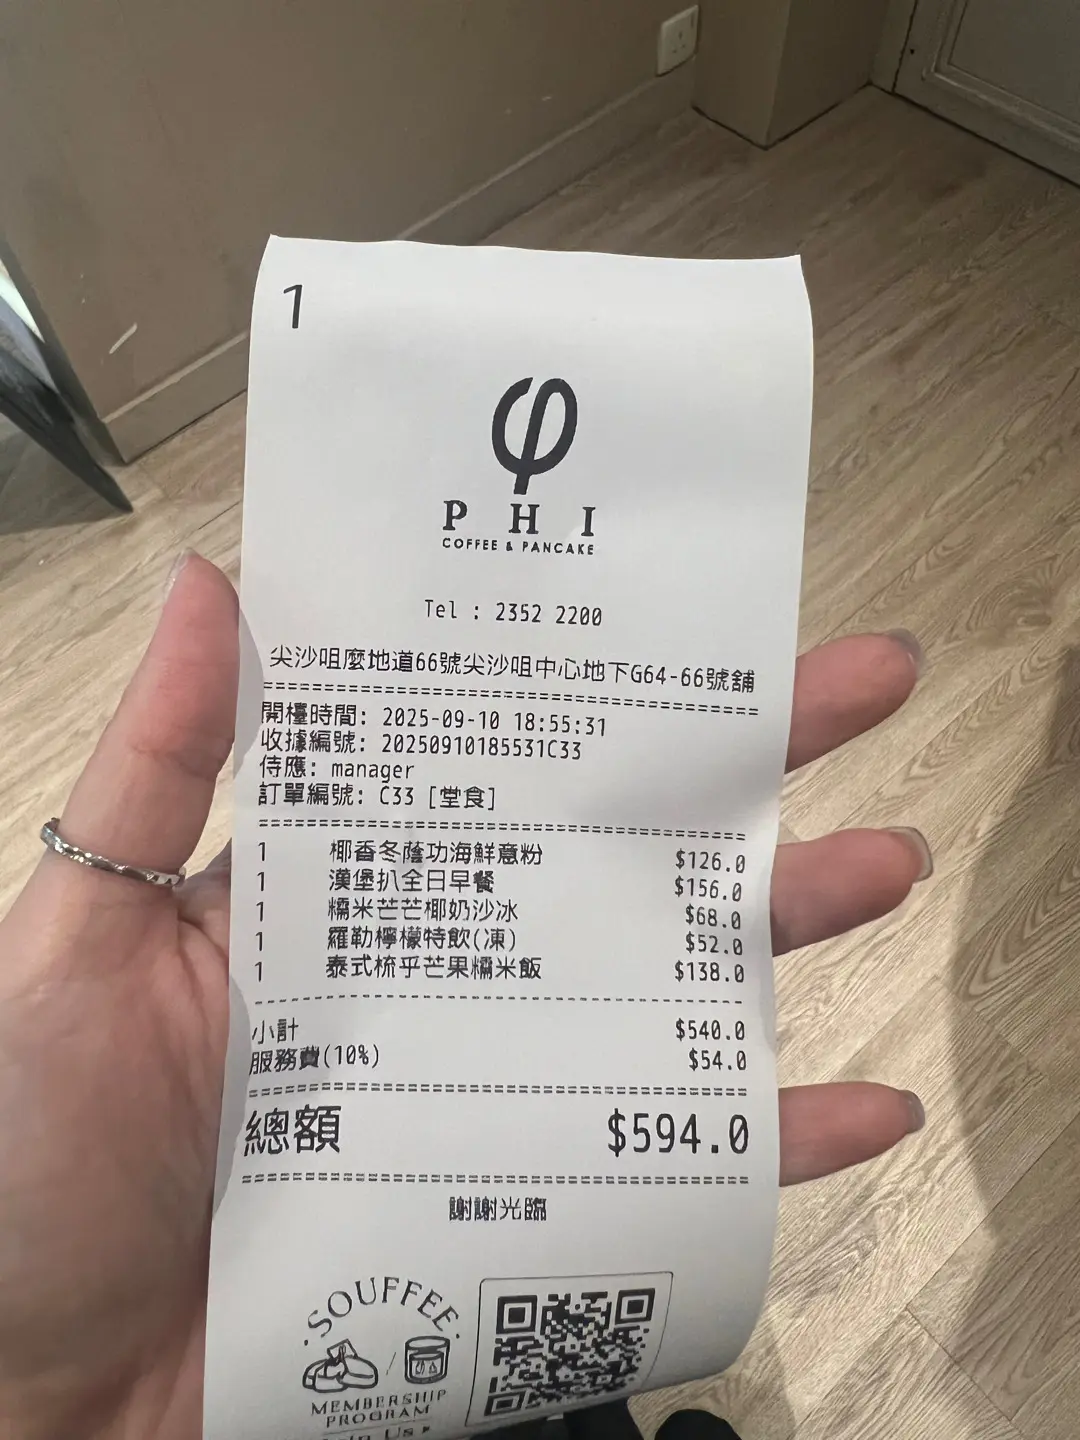 1
PHI
COFFEE & PANCAKE
Tel : 2352 2200
尖沙咀麼地道66號尖沙咀中心地下G64-66號舖
開檯時間: 2025-09-10 18:55:31
收據編號: 20250910185531C33
侍應: manager
訂單編號: C33 [堂食]
1 椰香冬蔭功海鮮意粉 $126.0
1 漢堡扒全日早餐 $156.0
1 糯米芒芒椰奶沙冰 $68.0
1 羅勒檸檬特飲(凍) $52.0
1 泰式梳乎芒果糯米飯 $138.0
小計 $540.0
服務費(10%) $54.0
總額 $594.0
謝謝光臨
·SOUFFEE·
MEMBERSHIP
PROGRAM
Join Us